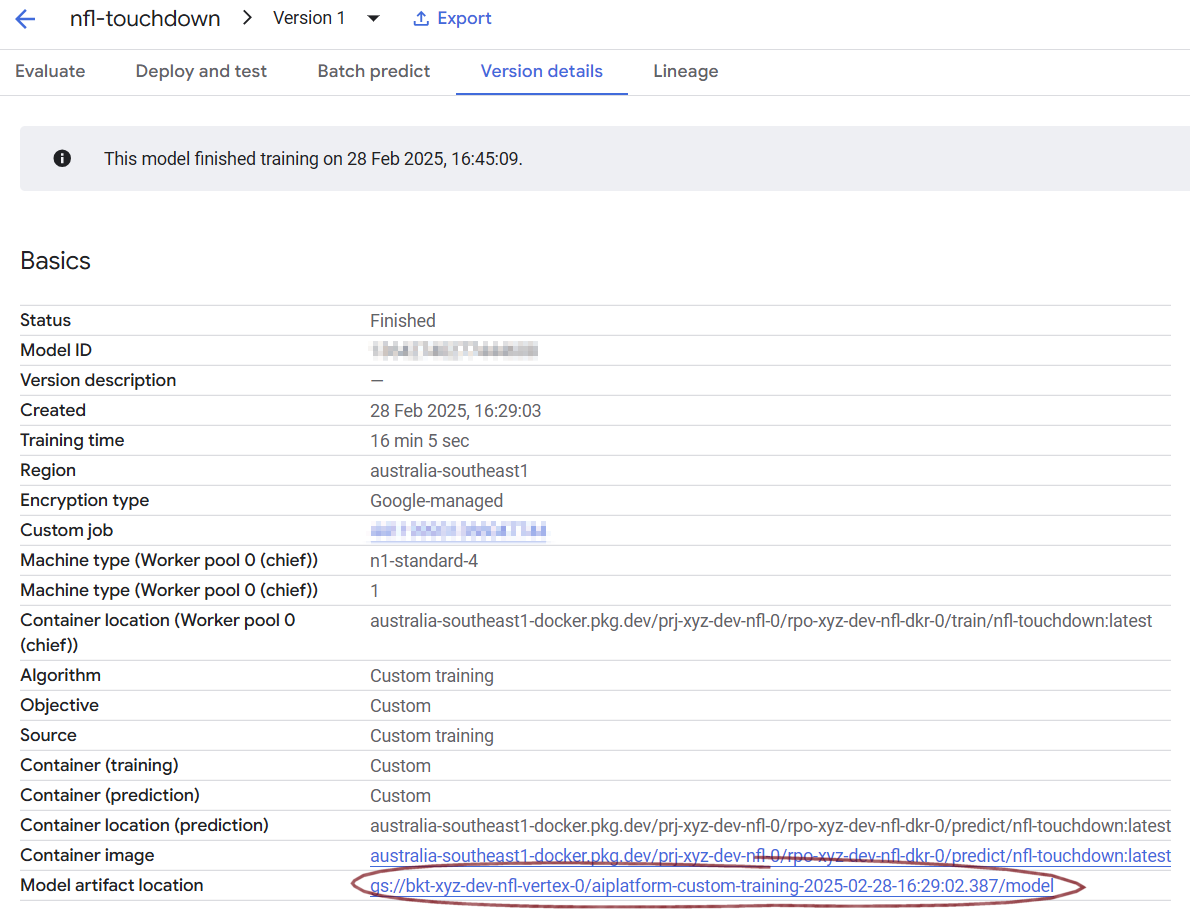 nfl-touchdown > Version 1 Export
Evaluate Deploy and test Batch predict Version details Lineage
This model finished training on 28 Feb 2025, 16:45:09.
Basics
Status Finished
Model ID
Version description —
Created 28 Feb 2025, 16:29:03
Training time 16 min 5 sec
Region australia-southeast1
Encryption type Google-managed
Custom job
Machine type (Worker pool 0 (chief)) n1-standard-4
Machine type (Worker pool 0 (chief)) 1
Container location (Worker pool 0 australia-southeast1-docker.pkg.dev/prj-xyz-dev-nfl-0/rpo-xyz-dev-nfl-dkr-0/train/nfl-touchdown:latest
(chief))
Algorithm Custom training
Objective Custom
Source Custom training
Container (training) Custom
Container (prediction) Custom
Container location (prediction) australia-southeast1-docker.pkg.dev/prj-xyz-dev-nfl-0/rpo-xyz-dev-nfl-dkr-0/predict/nfl-touchdown:latest
Container image australia-southeast1-docker.pkg.dev/prj-xyz-dev-nfl-0/rpo-xyz-dev-nfl-dkr-0/predict/nfl-touchdown:latest
Model artifact location gs://bkt-xyz-dev-nfl-vertex-0/aiplatform-custom-training-2025-02-28-16:29:02.387/model